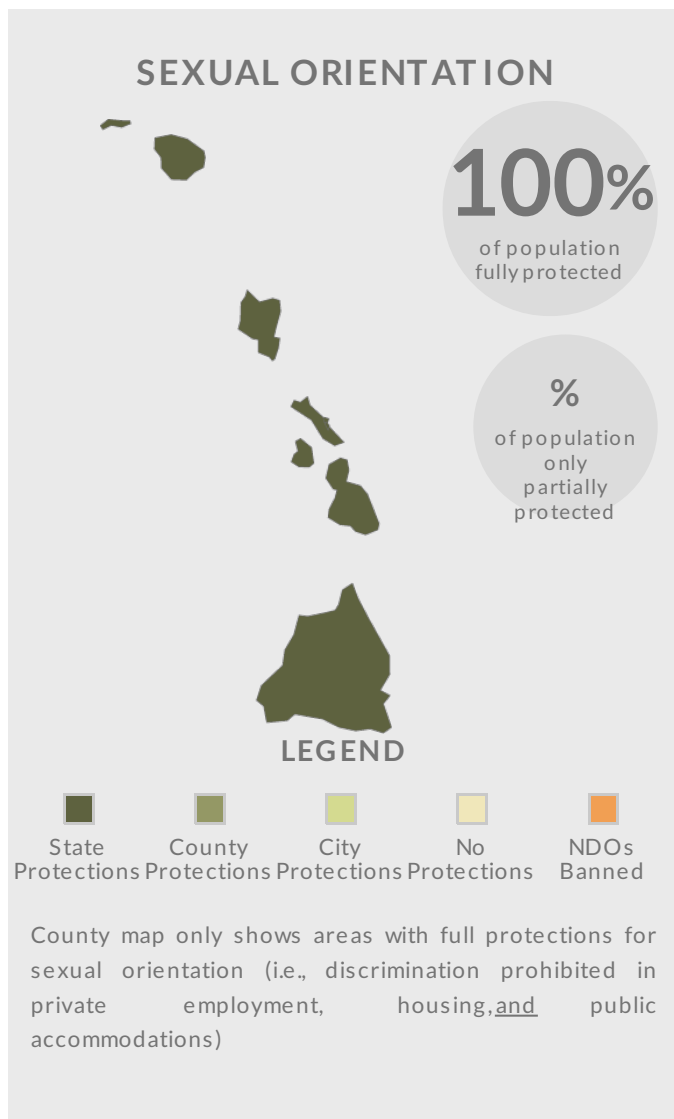 SEXUAL ORIENTATION
100%
of population
fully protected
%
of population
only
partially
protected
LEGEND
State
Protections
County
Protections
City
Protections
No
Protections
NDOs
Banned
County map only shows areas with full protections for
sexual orientation (i.e., discrimination prohibited in
private employment, housing, and public
accommodations)